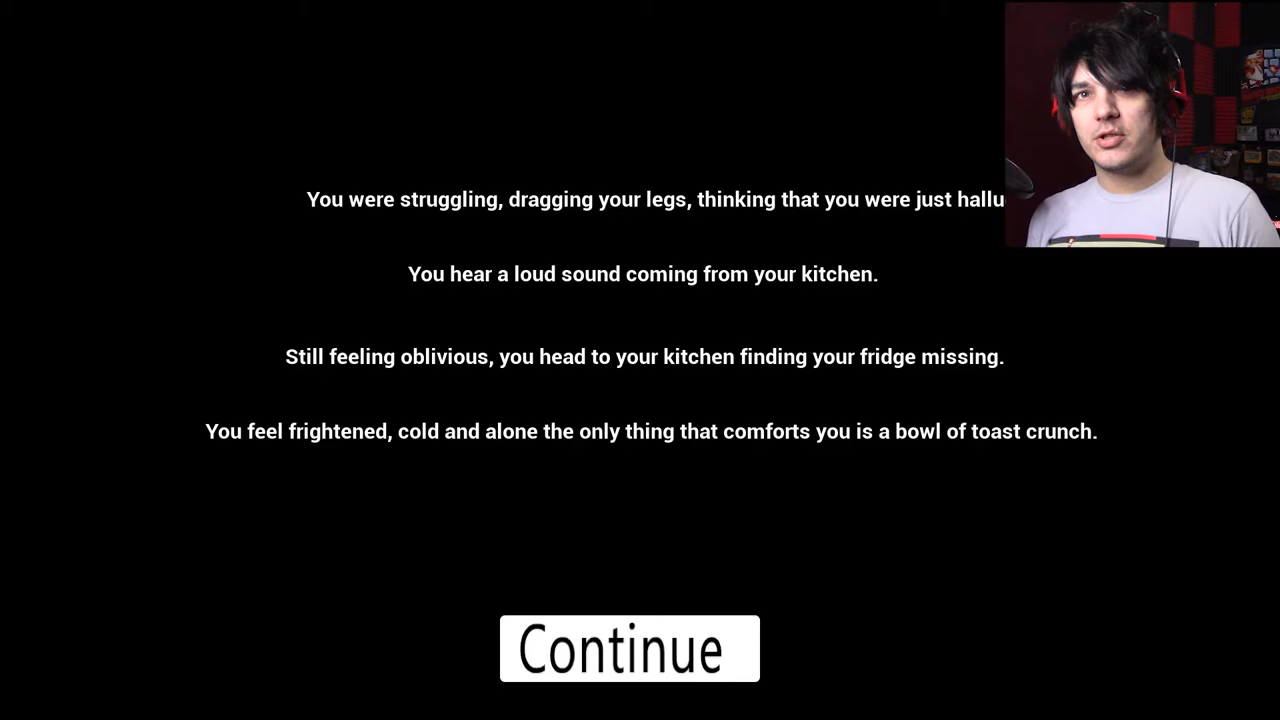 You were struggling, dragging your legs, thinking that you were just
You hear a loud sound coming from your kitchen.
Still feeling oblivious, you head to your kitchen finding your fridge missing.
You feel frightened, cold and alone the only thing that comforts you is a bowl of toast crunch.
Continue